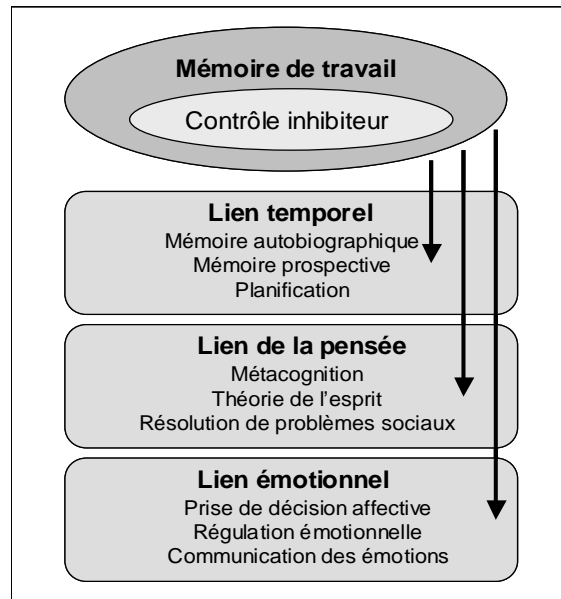 Mémoire de travail
Contrôle inhibiteur
Lien temporel
Mémoire autobiographique
Mémoire prospective
Planification
Lien de la pensée
Métacognition
Théorie de l’esprit
Résolution de problèmes sociaux
Lien émotionnel
Prise de décision affective
Régulation émotionnelle
Communication des émotions